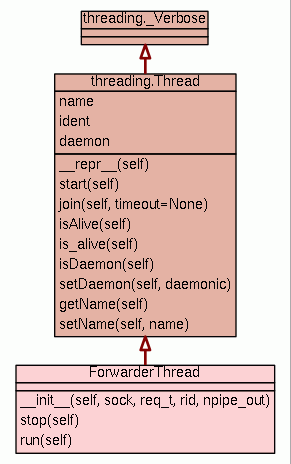 threading._Verbose
threading.Thread
name
ident
daemon
__repr__(self)
start(self)
join(self, timeout=None)
isAlive(self)
is_alive(self)
isDaemon(self)
setDaemon(self, daemonic)
getName(self)
setName(self, name)
ForwarderThread
__init__(self, sock, req_t, rid, npipe_out)
stop(self)
run(self)